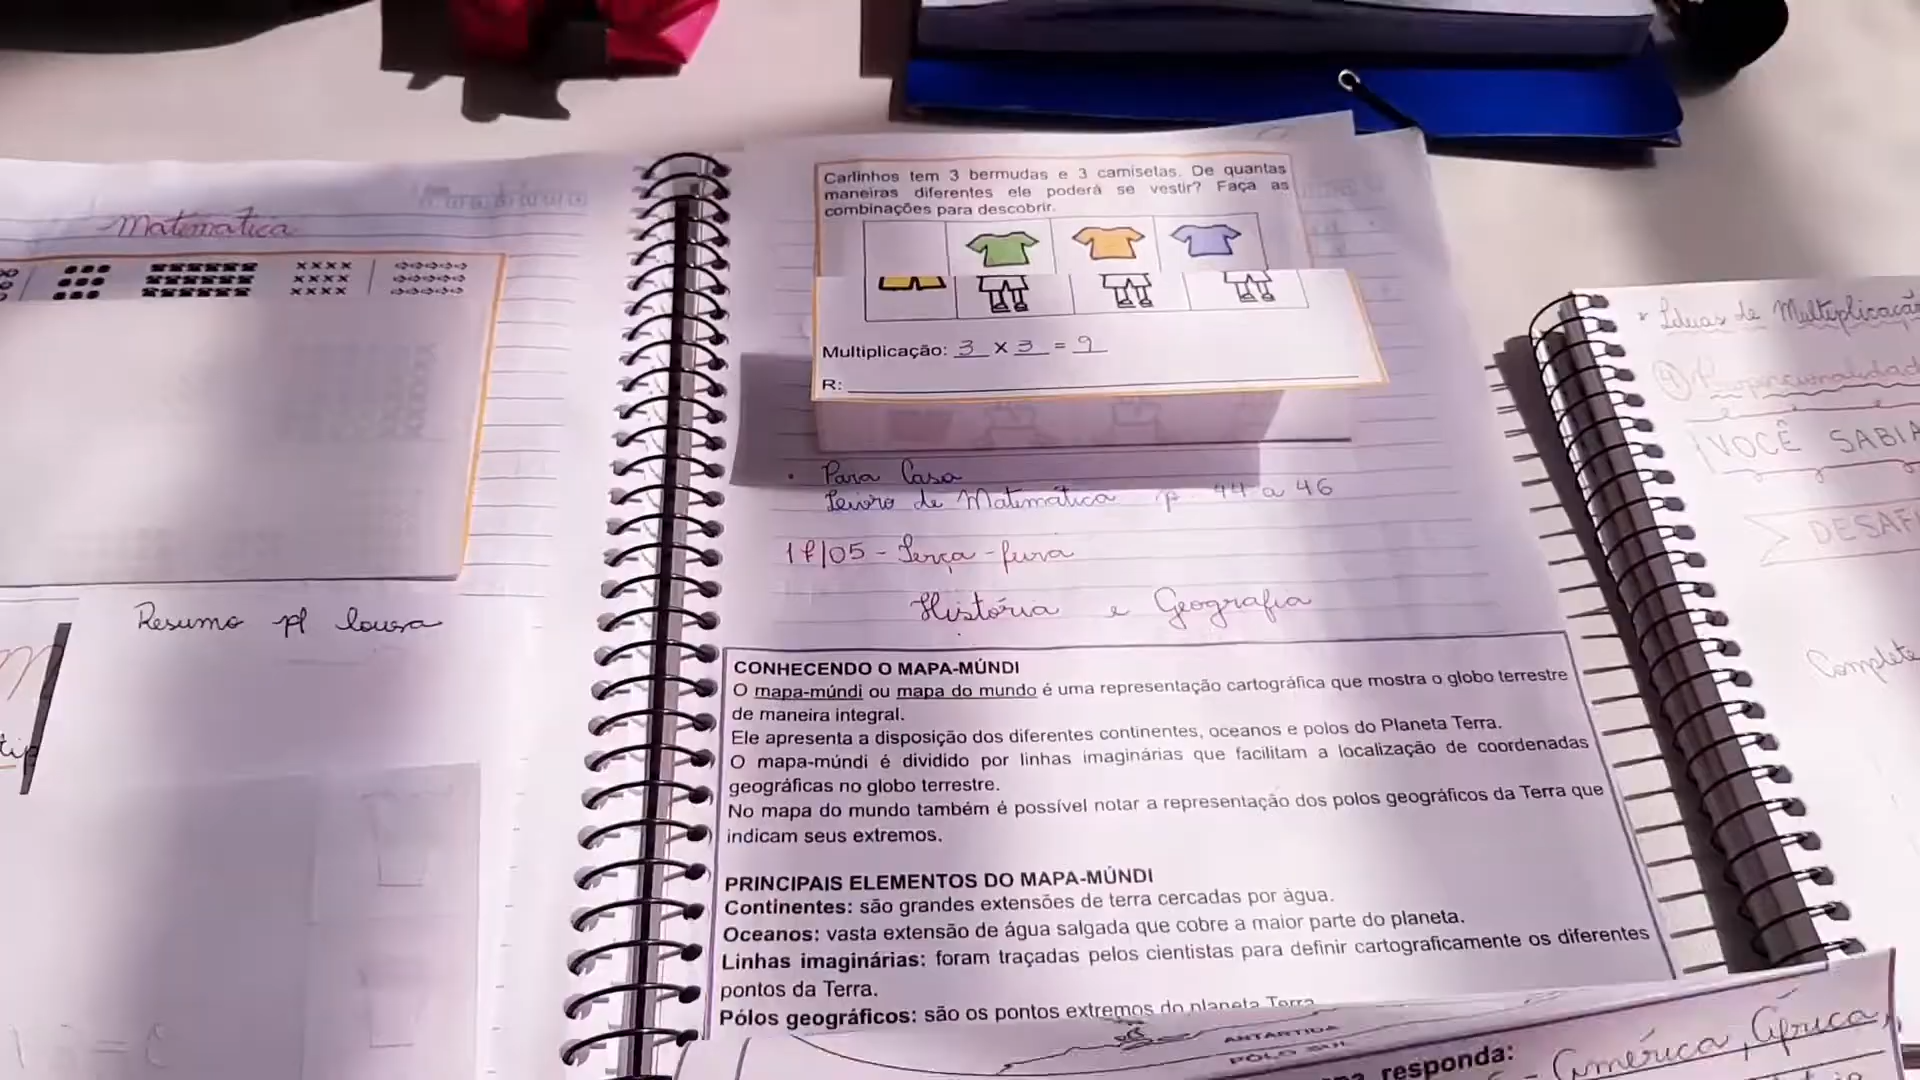 Matemática
Resumo p/ lousa
Carlinhos tem 3 bermudas e 3 camisetas. De quantas
maneiras diferentes ele poderá se vestir? Faça as
combinações para descobrir.
Multiplicação: 3 x 3 = 9
R:
Para Casa
Livro de Matemática p. 44 a 46
17/05 - Terça-feira
História e Geografia
CONHECENDO O MAPA-MÚNDI
O mapa-múndi ou mapa do mundo é uma representação cartográfica que mostra o globo terrestre
de maneira integral.
Ele apresenta a disposição dos diferentes continentes, oceanos e polos do Planeta Terra.
O mapa-múndi é dividido por linhas imaginárias que facilitam a localização de coordenadas
geográficas no globo terrestre.
No mapa do mundo também é possível notar a representação dos polos geográficos da Terra que
indicam seus extremos.
PRINCIPAIS ELEMENTOS DO MAPA-MÚNDI
Continentes: são grandes extensões de terra cercadas por água.
Oceanos: vasta extensão de água salgada que cobre a maior parte do planeta.
Linhas imaginárias: foram traçadas pelos cientistas para definir cartograficamente os diferentes
pontos da Terra.
Pólos geográficos: são os pontos extremos do planeta Terra
ANTÁRTIDA
POLO SUL
responda:
América, África,
* Ideias de Multiplicação
4 Proporcionalidad
VOCÊ SABIA
DESAFI
Complete